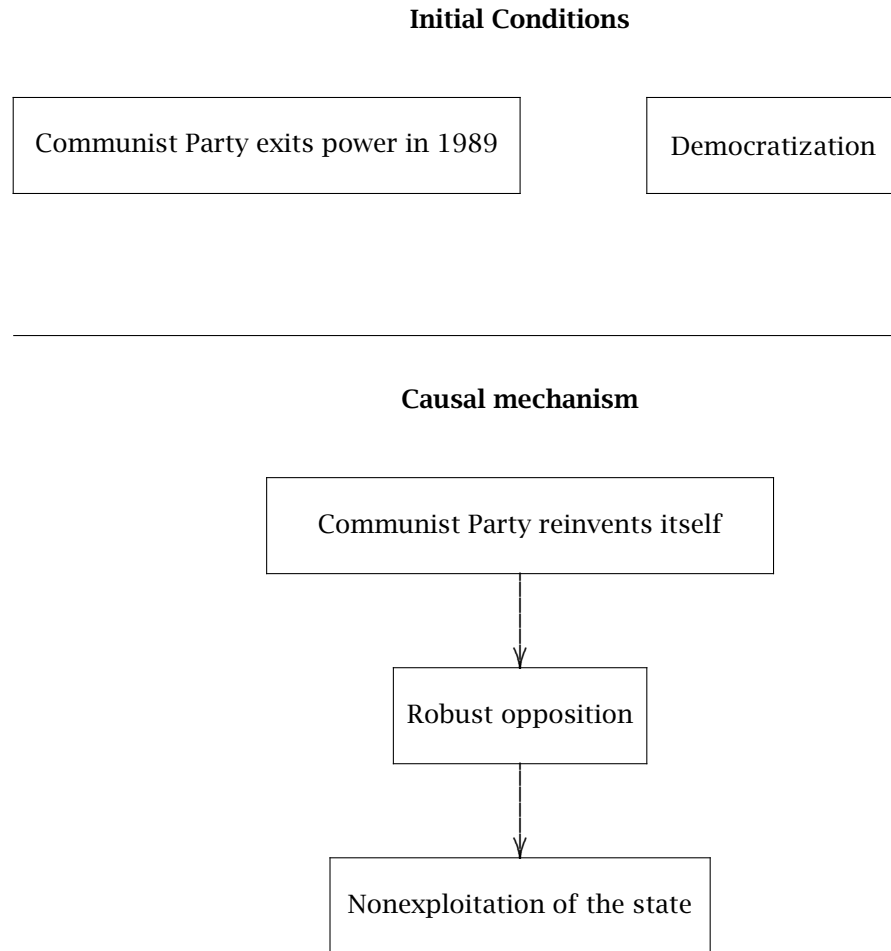 Initial Conditions
Communist Party exits power in 1989
Democratization
Causal mechanism
Communist Party reinvents itself
Robust opposition
Nonexploitation of the state